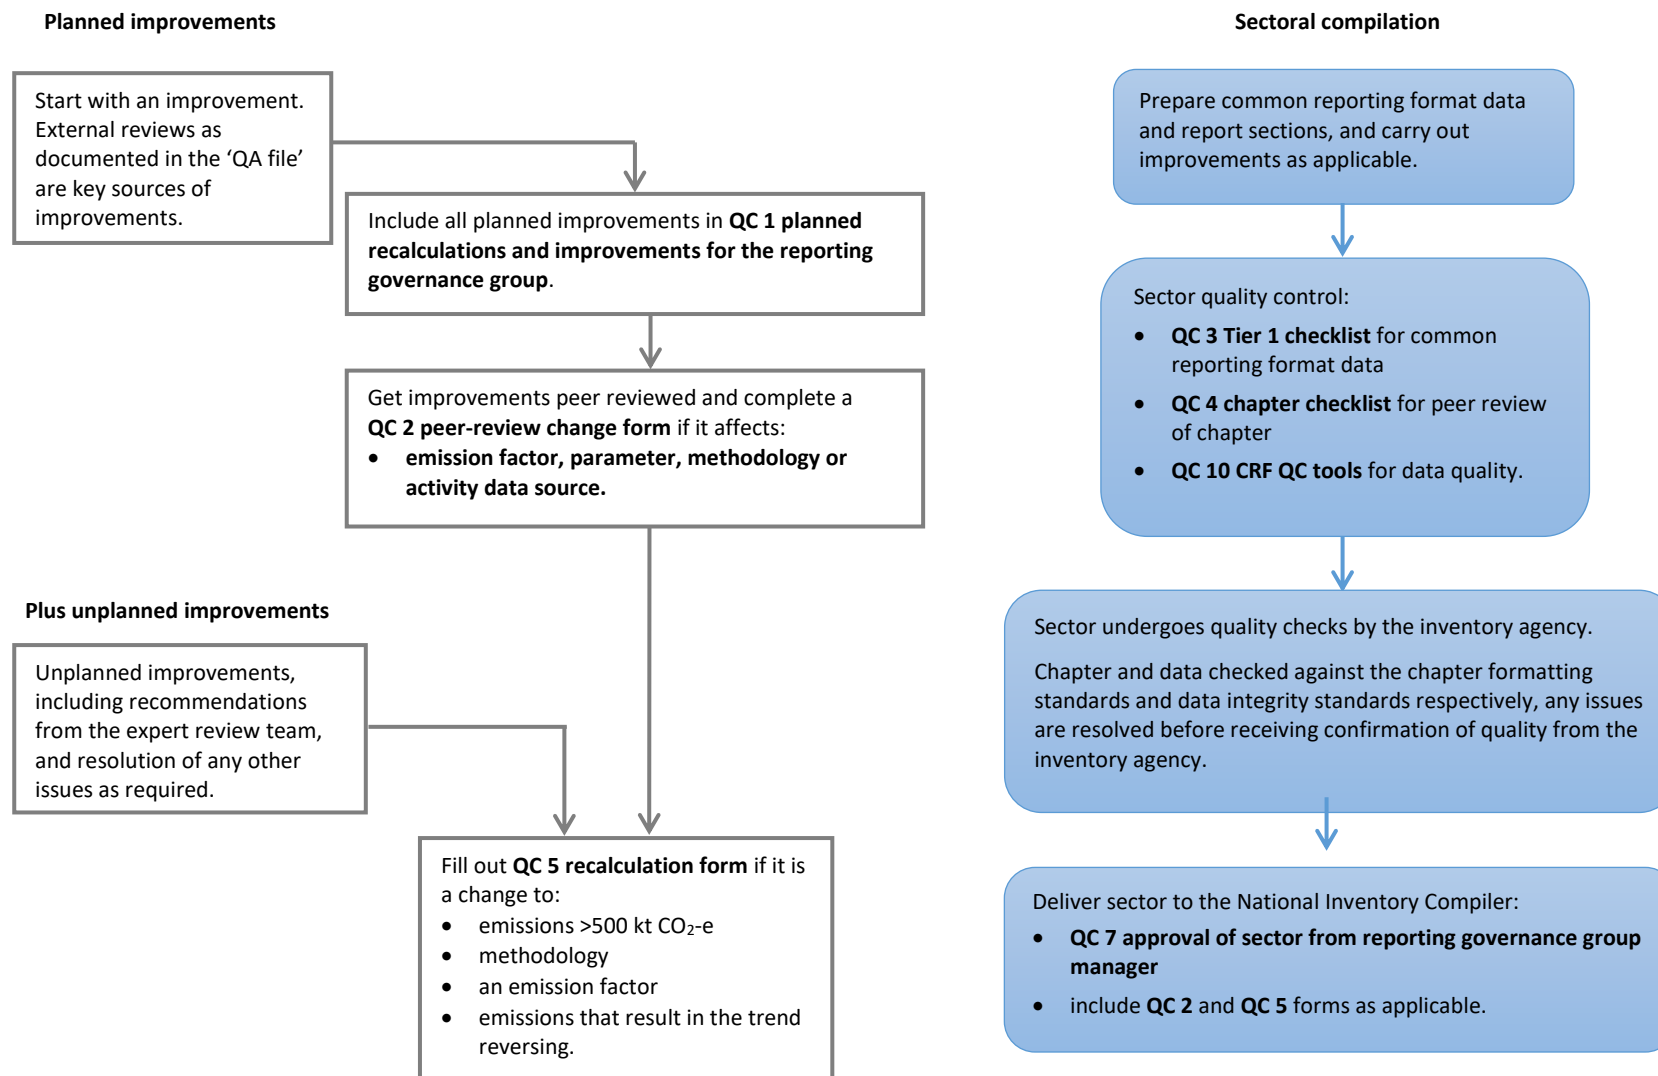 Planned improvements
Start with an improvement.
External reviews as
documented in the ‘QA file’
are key sources of
improvements.
Include all planned improvements in QC 1 planned
recalculations and improvements for the reporting
governance group.
Get improvements peer reviewed and complete a
QC 2 peer-review change form if it affects:
• emission factor, parameter, methodology or
activity data source.
Plus unplanned improvements
Unplanned improvements,
including recommendations
from the expert review team,
and resolution of any other
issues as required.
Fill out QC 5 recalculation form if it is
a change to:
• emissions >500 kt CO₂-e
• methodology
• an emission factor
• emissions that result in the trend
reversing.
Sectoral compilation
Prepare common reporting format data
and report sections, and carry out
improvements as applicable.
Sector quality control:
• QC 3 Tier 1 checklist for common
reporting format data
• QC 4 chapter checklist for peer review
of chapter
• QC 10 CRF QC tools for data quality.
Sector undergoes quality checks by the inventory agency.
Chapter and data checked against the chapter formatting
standards and data integrity standards respectively, any issues
are resolved before receiving confirmation of quality from the
inventory agency.
Deliver sector to the National Inventory Compiler:
• QC 7 approval of sector from reporting governance group
manager
• include QC 2 and QC 5 forms as applicable.